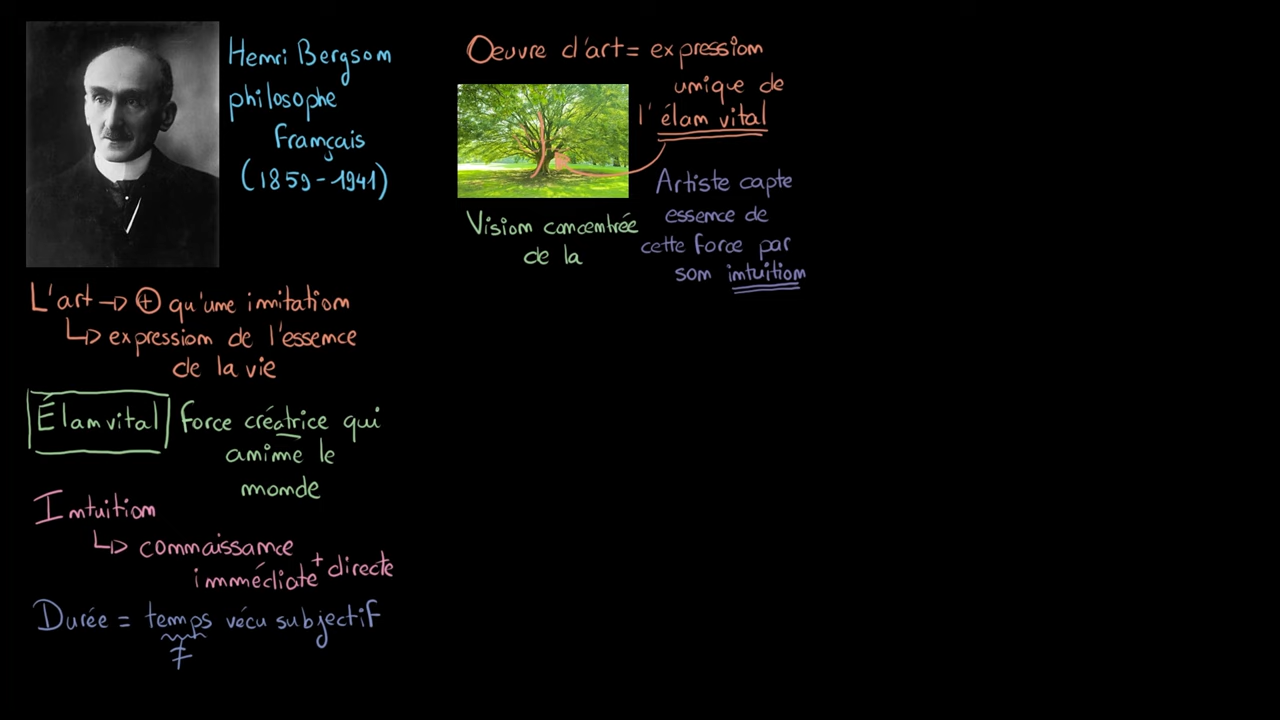 Henri Bergson
philosophe
Français
(1859-1941)
L'art → ⊕ qu'une imitation
↳ expression de l'essence
de la vie
Élan vital Force créatrice qui
anime le
monde
Intuition
↳ connaissance
immédiate + directe
Durée = temps vécu subjectif
≠
Oeuvre d'art = expression
unique de
l'élan vital
Artiste capte
essence de
cette force par
son intuition
Vision concentrée
de la